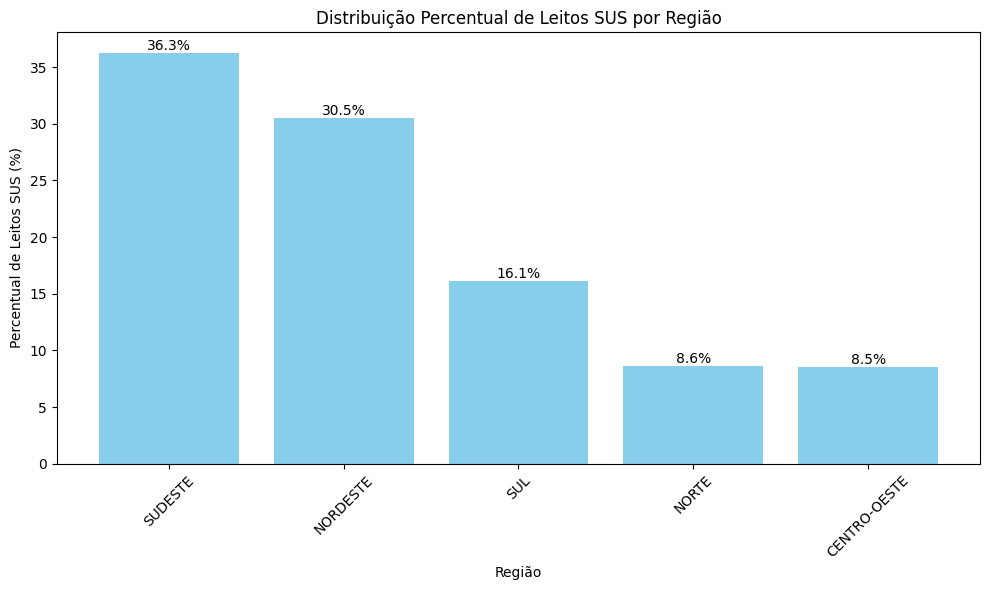 Distribuição Percentual de Leitos SUS por Região
Percentual de Leitos SUS (%)
35
30
25
20
15
10
5
0
36.3%
30.5%
16.1%
8.6%
8.5%
SUDESTE
NORDESTE
SUL
NORTE
CENTRO-OESTE
Região